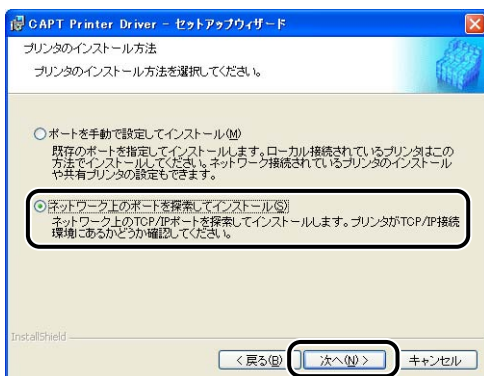 CAPT Printer Driver - セットアップウィザード
プリンタのインストール方法
プリンタのインストール方法を選択してください。
ポートを手動で設定してインストール(M)
既存のポートを指定してインストールします。ローカル接続されているプリンタはこの
方法でインストールしてください。ネットワーク接続されているプリンタのインストール
や共有プリンタの設定もできます。
ネットワーク上のポートを探索してインストール(S)
ネットワーク上のTCP/IPポートを探索してインストールします。プリンタがTCP/IP接続
環境にあるかどうか確認してください。
InstallShield
< 戻る(B) 次へ(N) > キャンセル